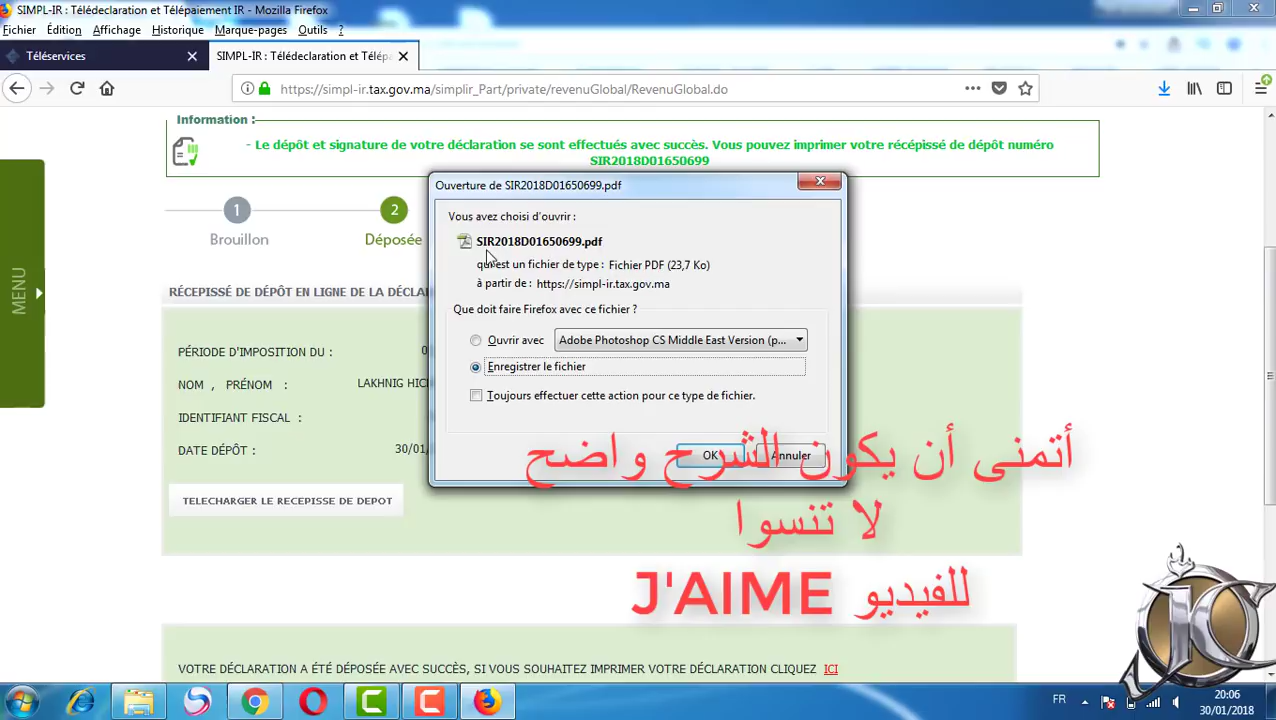 SIMPL-IR : Télédeclaration et Télépaiement IR - Mozilla Firefox
Fichier Édition Affichage Historique Marque-pages Outils ?
Téléservices
SIMPL-IR : Télédeclaration et Télépa
https://simpl-ir.tax.gov.ma/simplir_Part/private/revenuGlobal/RevenuGlobal.do
Information :
- Le dépôt et signature de votre déclaration se sont effectués avec succès. Vous pouvez imprimer votre récépissé de dépôt numéro
SIR2018D01650699
1
2
Brouillon
Déposée
MENU
RÉCEPISSÉ DE DÉPÔT EN LIGNE DE LA DÉCLA
PÉRIODE D'IMPOSITION DU : 0
NOM , PRÉNOM : LAKHNIG HIC
IDENTIFIANT FISCAL :
DATE DÉPÔT : 30/01/
TELECHARGER LE RECEPISSE DE DEPOT
Ouverture de SIR2018D01650699.pdf
Vous avez choisi d'ouvrir :
SIR2018D01650699.pdf
qui est un fichier de type : Fichier PDF (23,7 Ko)
à partir de : https://simpl-ir.tax.gov.ma
Que doit faire Firefox avec ce fichier ?
Ouvrir avec Adobe Photoshop CS Middle East Version (p...
Enregistrer le fichier
Toujours effectuer cette action pour ce type de fichier.
OK Annuler
أتمنى أن يكون الشرح واضح
لا تنسوا
للفيديو J'AIME
VOTRE DÉCLARATION A ÉTÉ DÉPOSÉE AVEC SUCCÈS, SI VOUS SOUHAITEZ IMPRIMER VOTRE DÉCLARATION CLIQUEZ ICI
JC
FR
20:06
30/01/2018